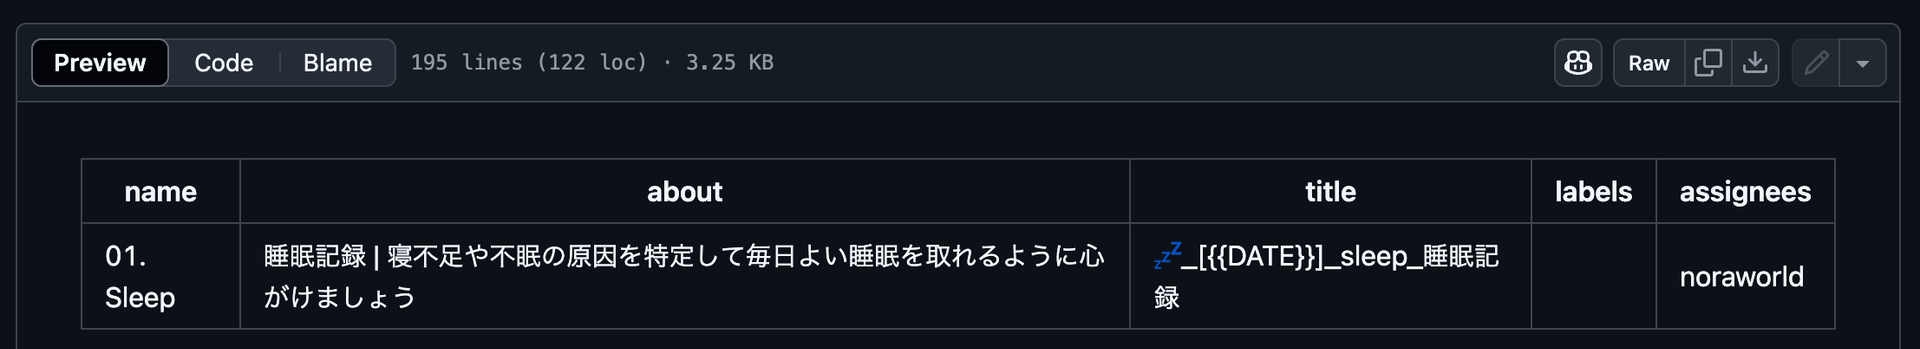 Preview Code Blame 195 lines (122 loc) · 3.25 KB Raw
name about title labels assignees
01.
Sleep
睡眠記録 | 寝不足や不眠の原因を特定して毎日よい睡眠を取れるように心
がけましょう
💤_[{{DATE}}]_sleep_睡眠記
録
noraworld